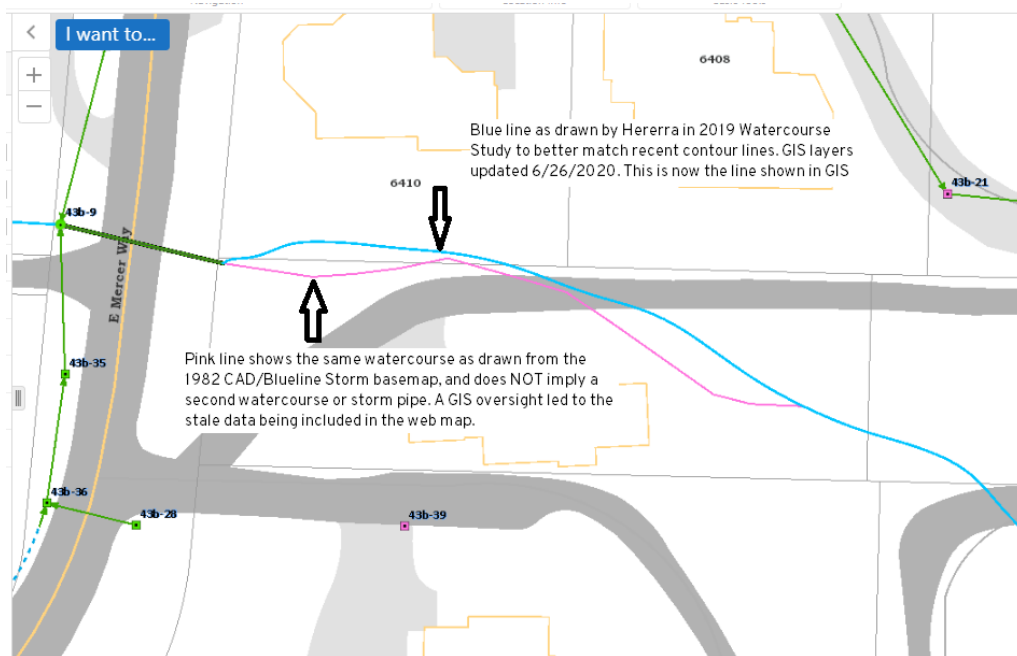 I want to...
+
6408
Blue line as drawn by Hererra in 2019 Watercourse
Study to better match recent contour lines. GIS layers
updated 6/26/2020. This is now the line shown in GIS
6410
43b-21
43b-9
E Mercer Way
Pink line shows the same watercourse as drawn from the
1982 CAD/Blueline Storm basemap, and does NOT imply a
second watercourse or storm pipe. A GIS oversight led to the
stale data being included in the web map.
43b-35
43b-36
43b-28
43b-39